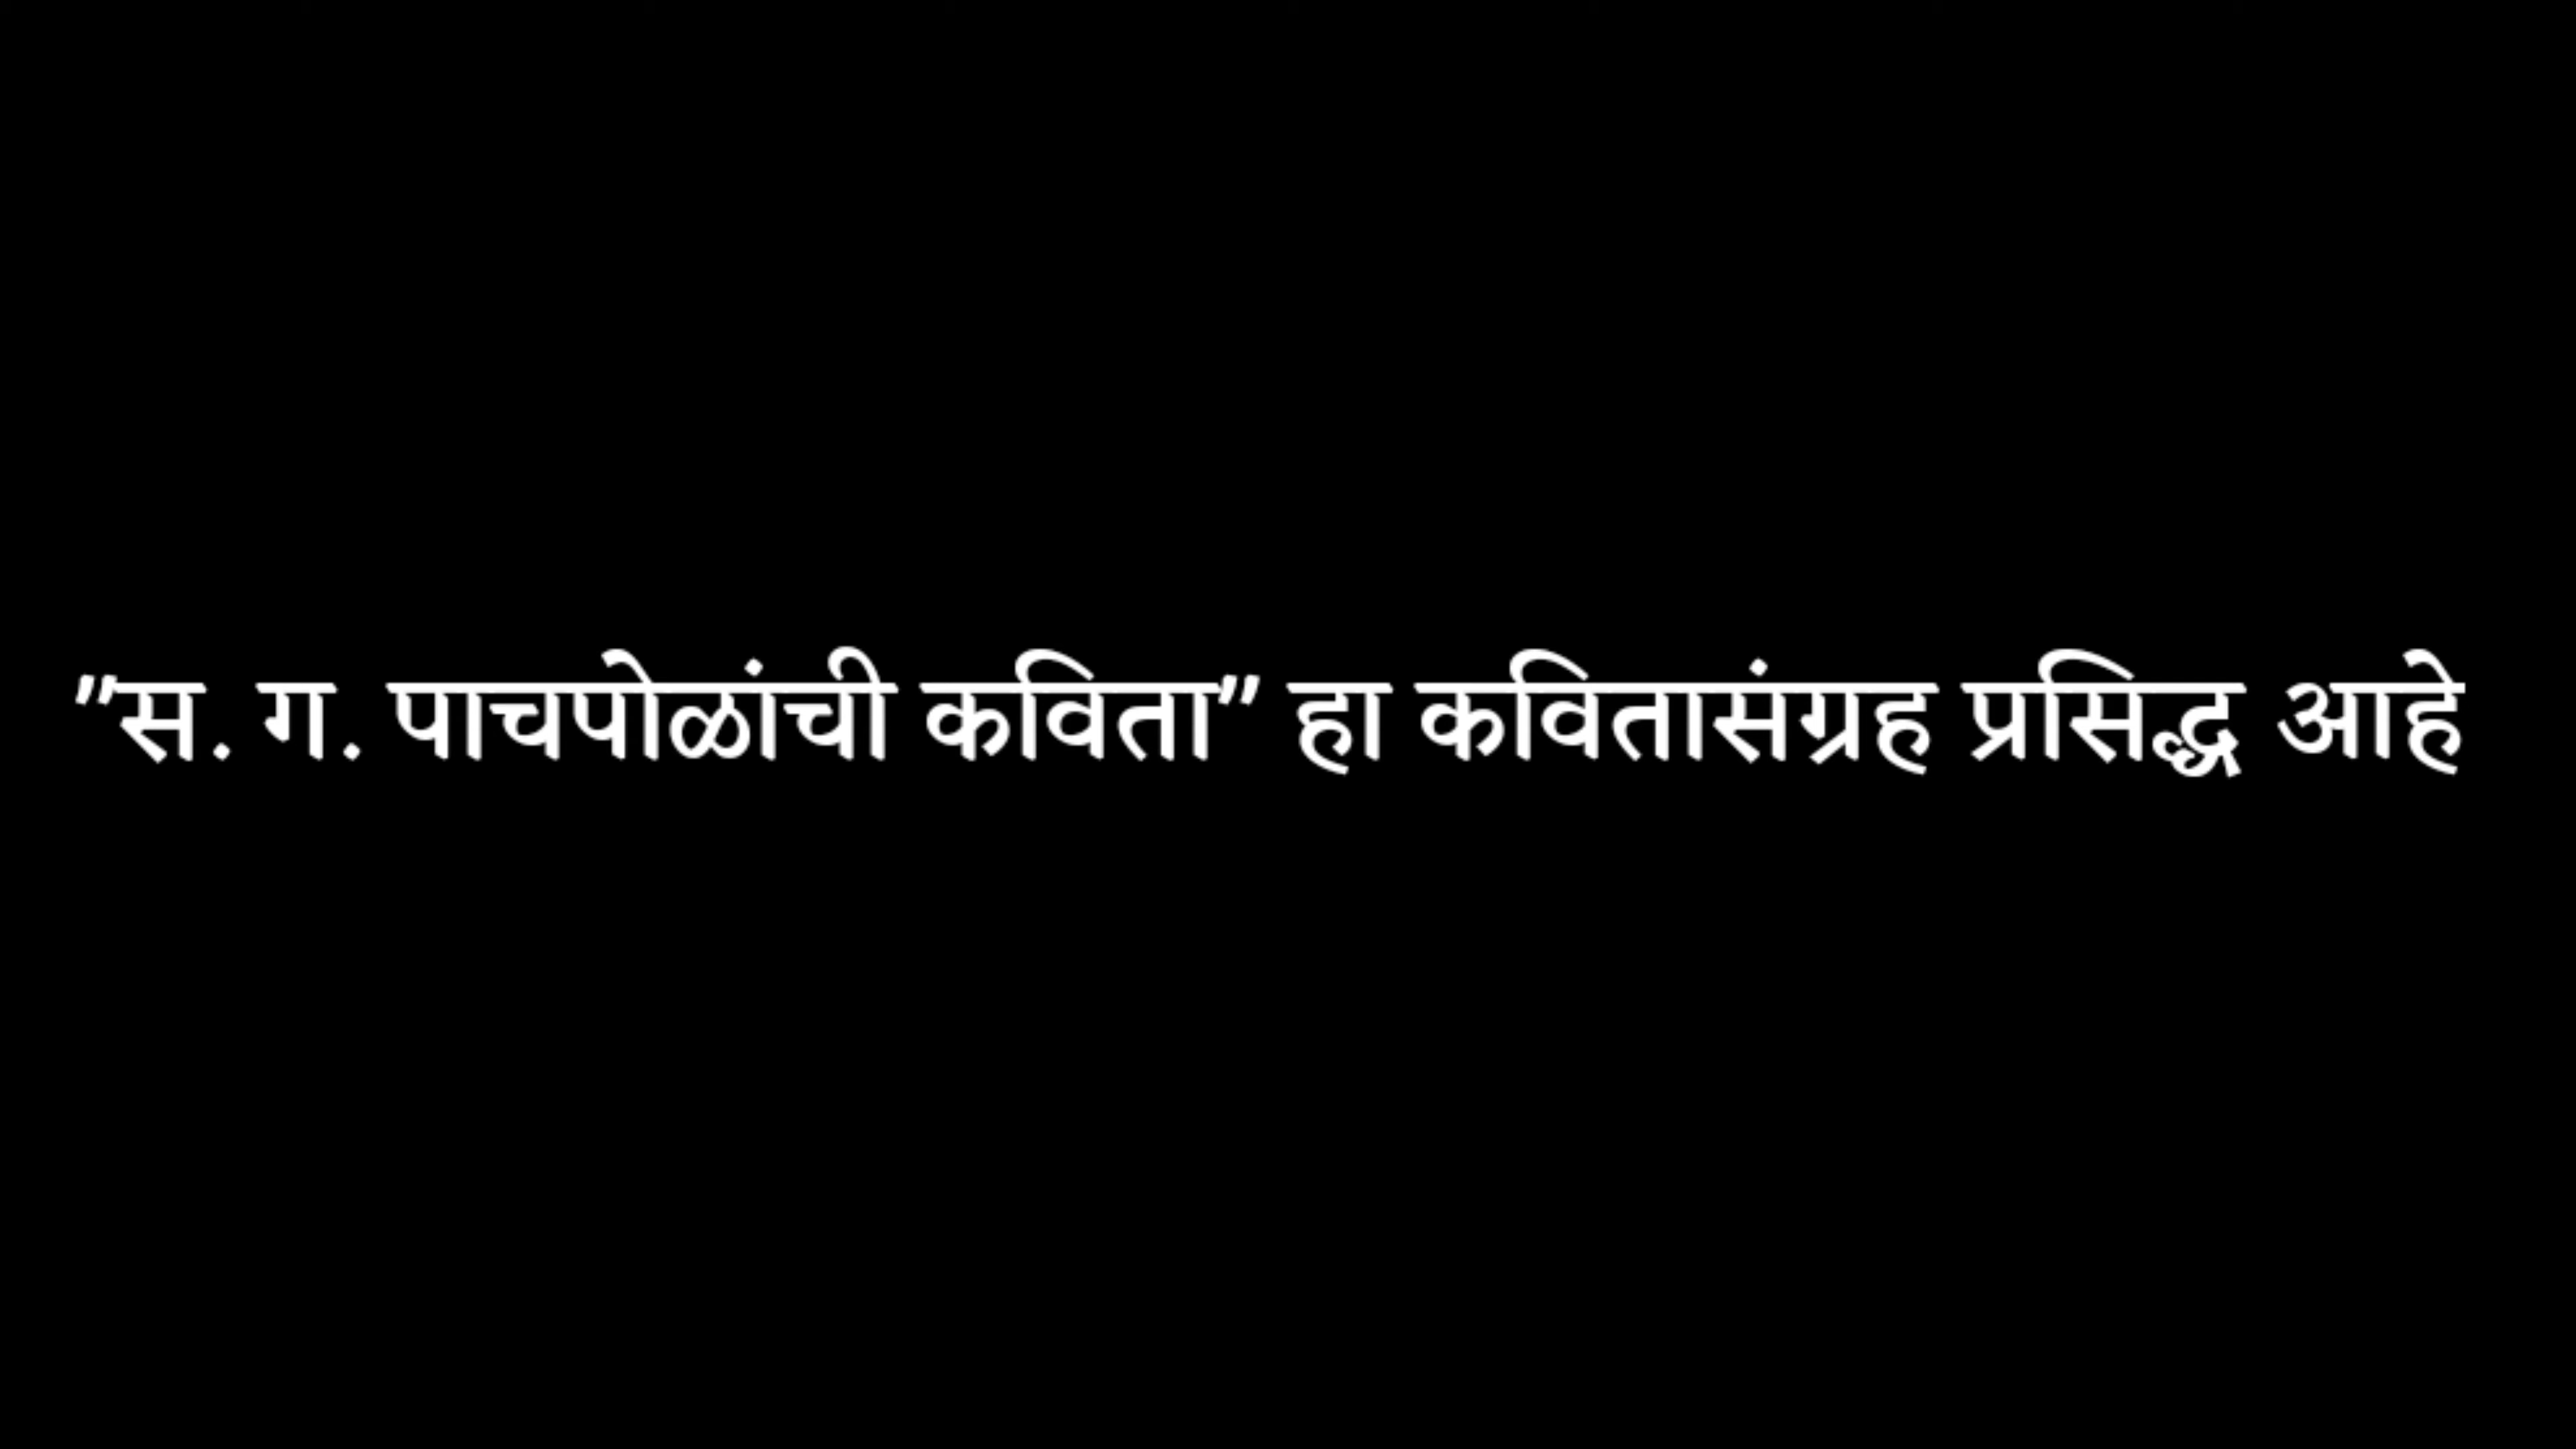 "स. ग. पाचपोळांची कविता" हा कवितासंग्रह प्रसिद्ध आहे